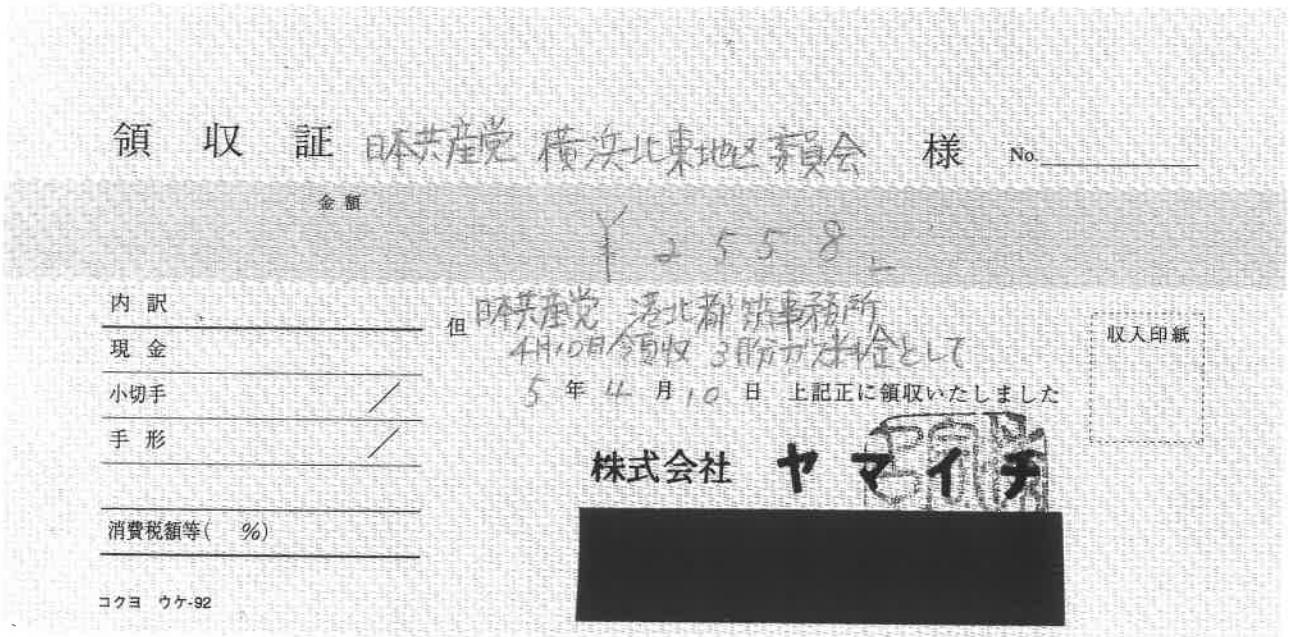 領収証 日本共産党 横浜北東地区委員会 様 No.
金額
¥2558
内訳
但 日本共産党 港北都筑事務所
現金
4月10日領収 3月分ガス料金として
小切手
5年4月10日 上記正に領収いたしました
手形
収入印紙
株式会社 ヤマイチ
消費税額等( %)
コクヨ ウケ-92